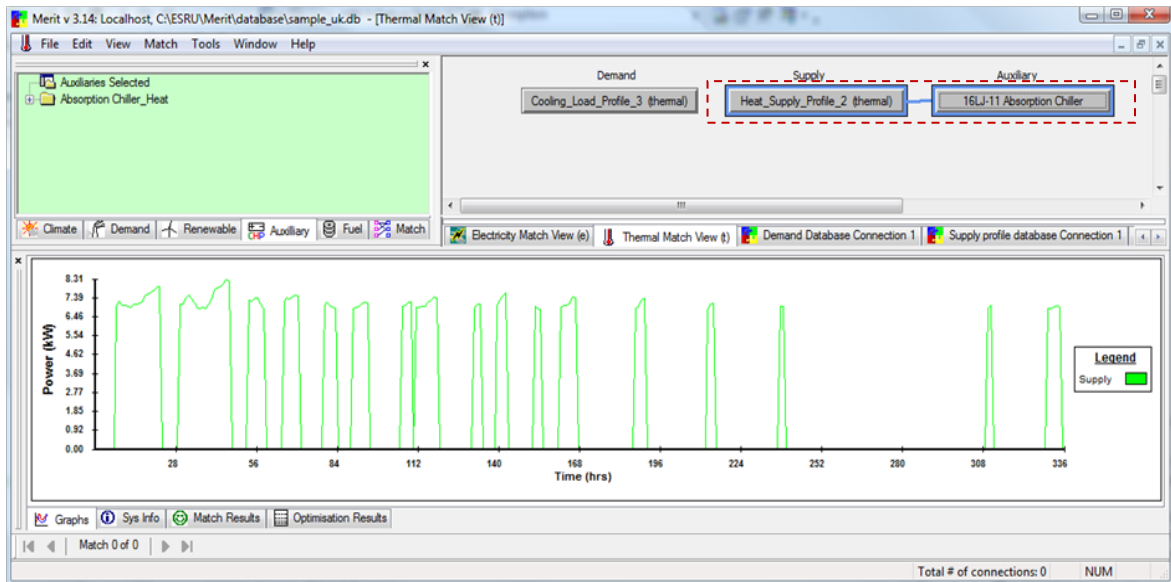 Merit v 3.14: Localhost, C:\ESRU\Merit\database\sample_uk.db - [Thermal Match View (t)]
File Edit View Match Tools Window Help
Auxiliaries Selected
Absorption Chiller_Heat
Demand Supply Auxiliary
Cooling_Load_Profile_3 (thermal) Heat_Supply_Profile_2 (thermal) 16LJ-11 Absorption Chiller
Climate Demand Renewable Auxiliary Fuel Match
Electricity Match View (e) Thermal Match View (t) Demand Database Connection 1 Supply profile database Connection 1
Power (kW)
8.31
7.39
6.46
5.54
4.62
3.69
2.77
1.85
0.92
0.00
28 56 84 112 140 168 196 224 252 280 308 336
Time (hrs)
Legend
Supply
Graphs Sys Info Match Results Optimisation Results
Match 0 of 0
Total # of connections: 0 NUM